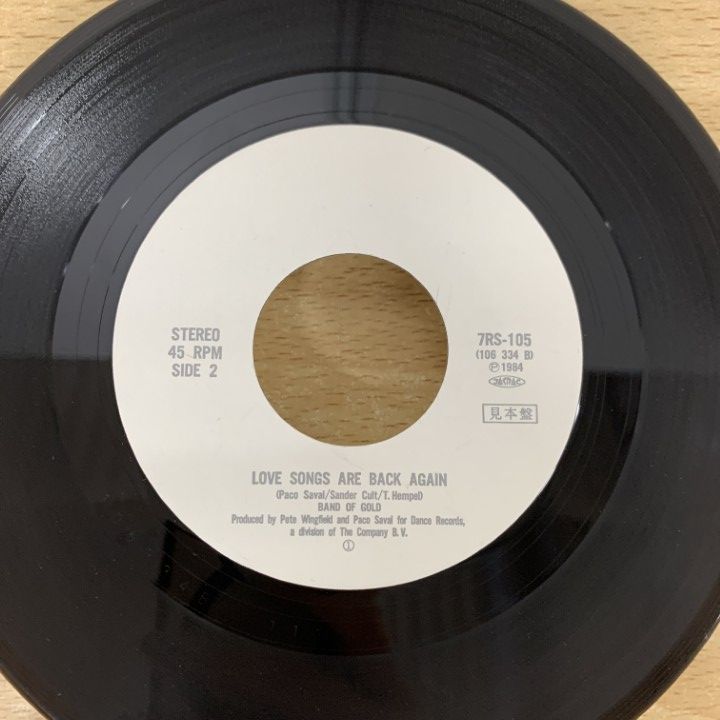 STEREO
45 RPM
SIDE 2
7RS-105
(106 334 B)
Ⓟ1984
見本盤
LOVE SONGS ARE BACK AGAIN
(Paco Saval/Sander Cult/T. Hempel)
BAND OF GOLD
Produced by Pete Wingfield and Paco Saval for Dance Records,
a division of The Company B. V.
①